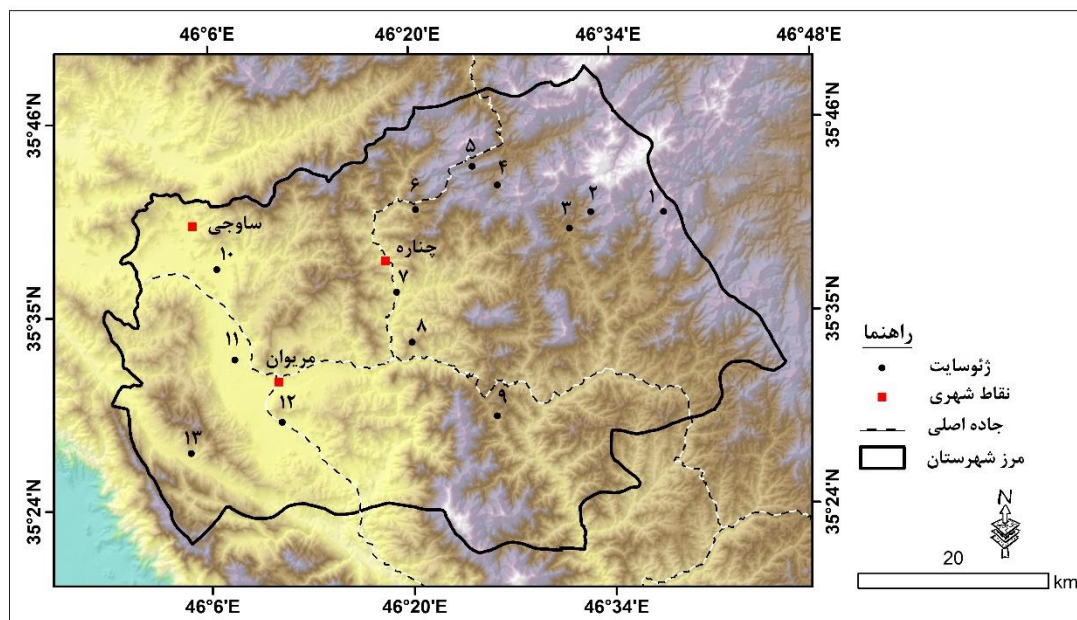 46°6'E
46°20'E
46°34'E
46°48'E
35°46'N
35°46'N
۵
۴
۶
۲
۱
۳
ساوجی
چناره
۱۰
۷
35°35'N
35°35'N
۸
۱۱
مریوان
۹
۱۲
۱۳
35°24'N
35°24'N
46°6'E
46°20'E
46°34'E
راهنما
ژئوسایت
نقاط شهری
جاده اصلی
مرز شهرستان
N
20
km